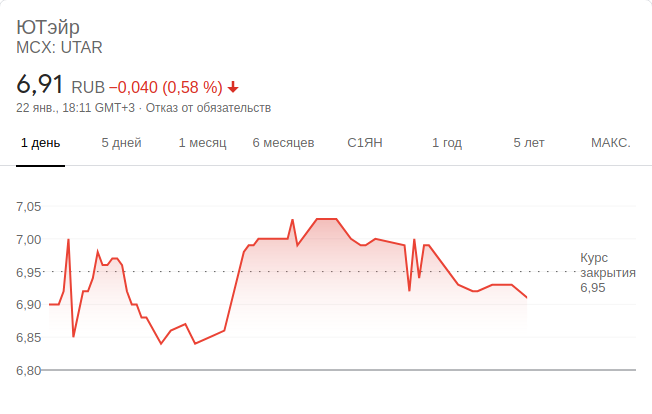 ЮТэйр
MCX: UTAR
6,91 RUB −0,040 (0,58 %)
22 янв., 18:11 GMT+3 · Отказ от обязательств
1 день 5 дней 1 месяц 6 месяцев С1ЯН 1 год 5 лет МАКС.
7,05
7,00
6,95
6,90
6,85
6,80
Курс
закрытия
6,95